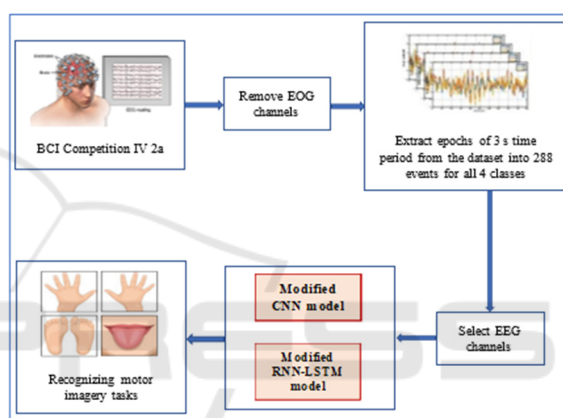 BCI Competition IV 2a
Remove EOG
channels
Extract epochs of 3 s time
period from the dataset into 288
events for all 4 classes
Select EEG
channels
Modified
CNN model
Modified
RNN-LSTM
model
Recognizing motor
imagery tasks
PRESS